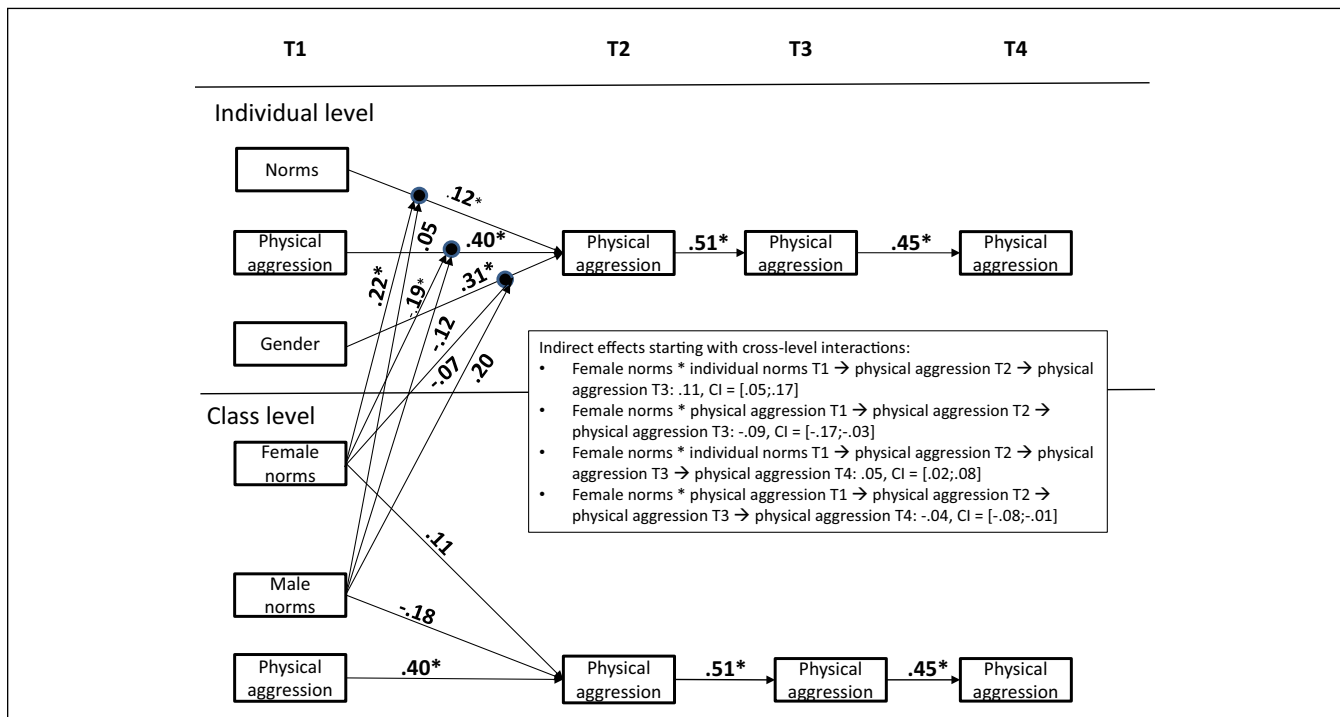 T1 T2 T3 T4
Individual level
Norms
.12*
Physical
aggression
.05
.40*
Physical
aggression
.51*
Physical
aggression
.45*
Physical
aggression
.22*
-.19*
.31*
Gender
-.12
-.07
.20
Indirect effects starting with cross-level interactions:
• Female norms * individual norms T1 → physical aggression T2 → physical
aggression T3: .11, CI = [.05;.17]
• Female norms * physical aggression T1 → physical aggression T2 →
physical aggression T3: -.09, CI = [-.17;-.03]
• Female norms * individual norms T1 → physical aggression T2 → physical
aggression T3 → physical aggression T4: .05, CI = [.02;.08]
• Female norms * physical aggression T1 → physical aggression T2 →
physical aggression T3 → physical aggression T4: -.04, CI = [-.08;-.01]
Class level
Female
norms
.11
Male
norms
-.18
Physical
aggression
.40*
Physical
aggression
.51*
Physical
aggression
.45*
Physical
aggression